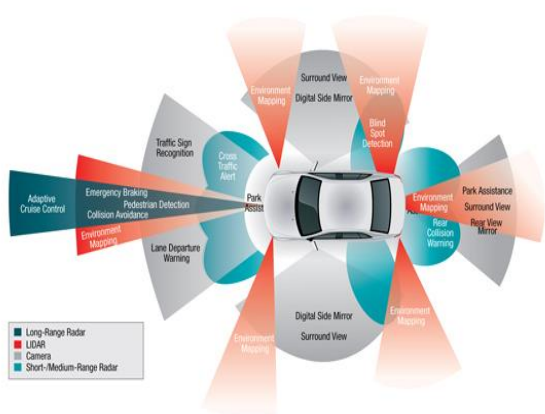 Environment
Mapping
Surround View
Digital Side Mirror
Environment
Mapping
Blind
Spot
Detection
Traffic Sign
Recognition
Cross
Traffic
Alert
Adaptive
Cruise Control
Emergency Braking
Pedestrian Detection
Collision Avoidance
Environment
Mapping
Park
Assist
Lane Departure
Warning
Environment
Mapping
Park Assistance
Surround View
Rear View
Mirror
Rear
Collision
Warning
Digital Side Mirror
Surround View
Environment
Mapping
Environment
Mapping
Long-Range Radar
LIDAR
Camera
Short-/Medium-Range Radar